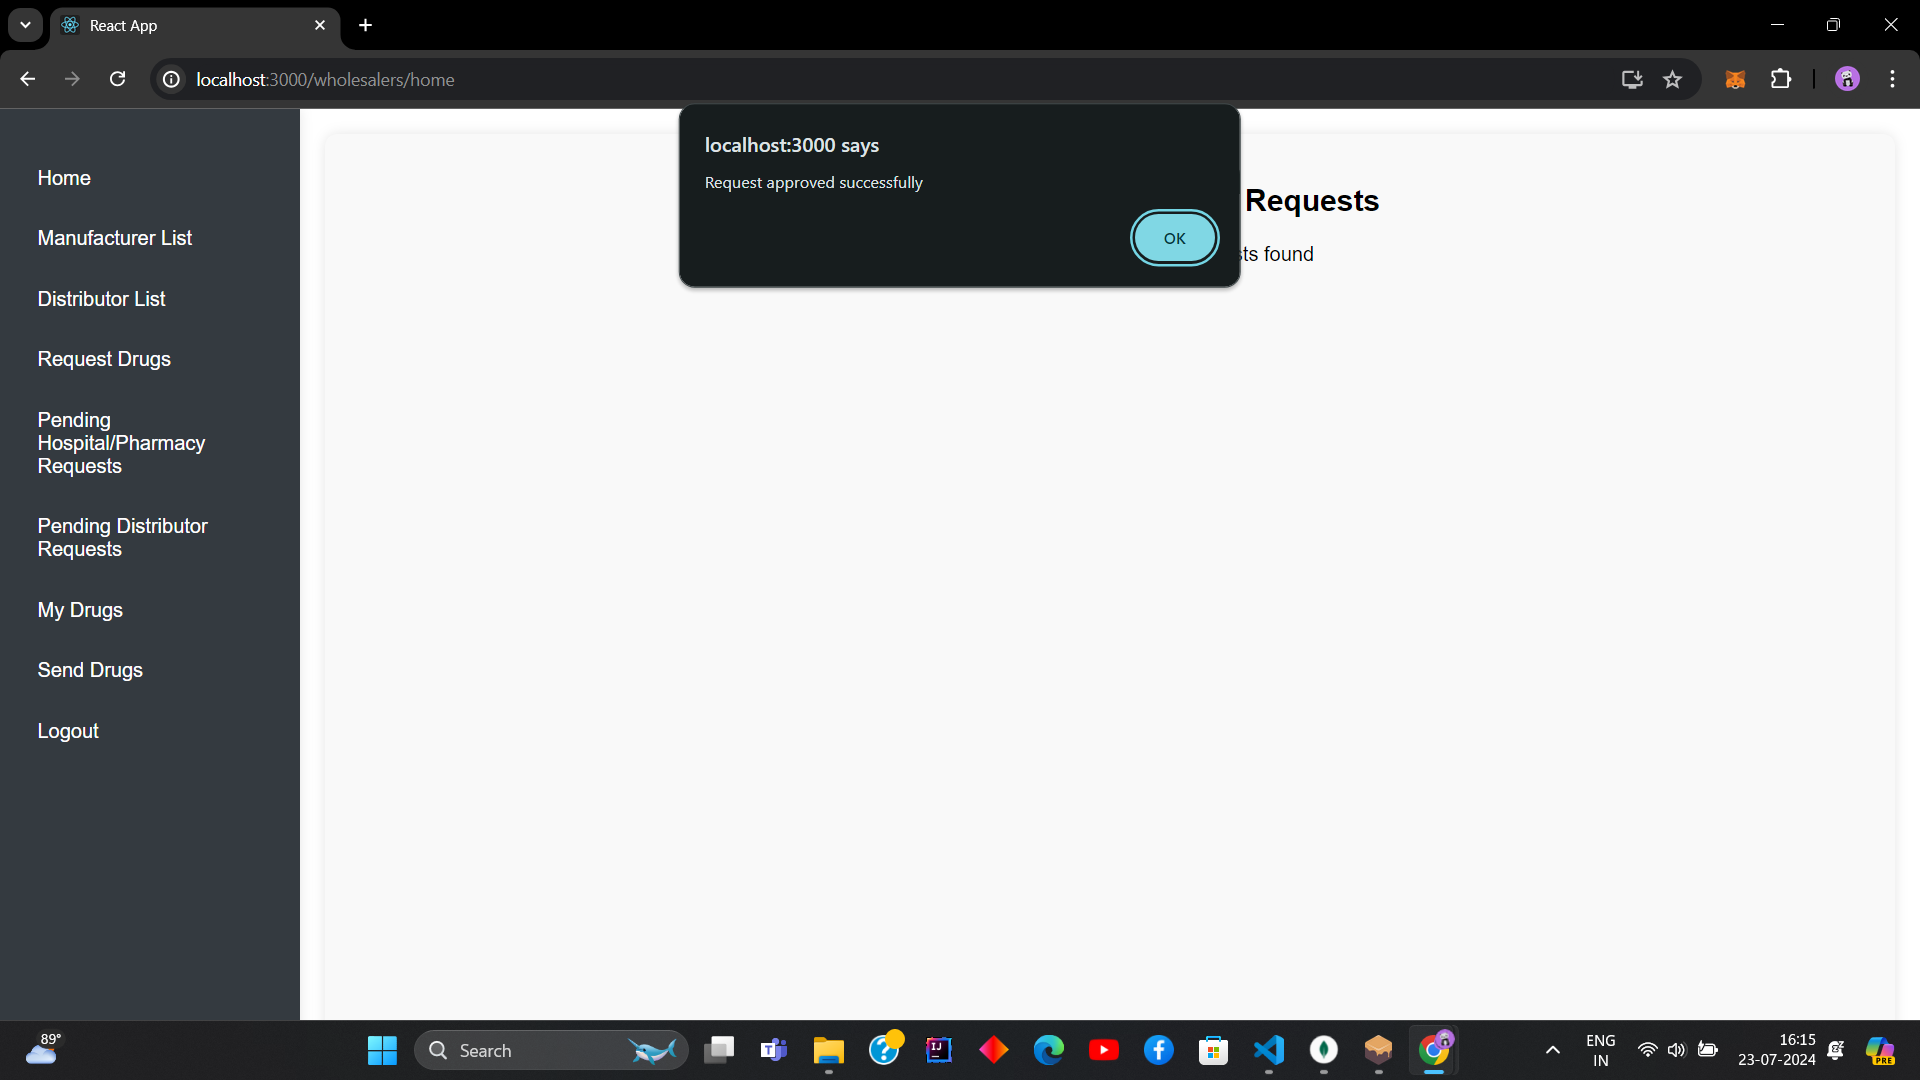 React App
localhost:3000/wholesalers/home
localhost:3000 says
Request approved successfully
OK
Requests
found
Home
Manufacturer List
Distributor List
Request Drugs
Pending
Hospital/Pharmacy
Requests
Pending Distributor
Requests
My Drugs
Send Drugs
Logout
89°
Search
ENG
IN
16:15
23-07-2024
PRE